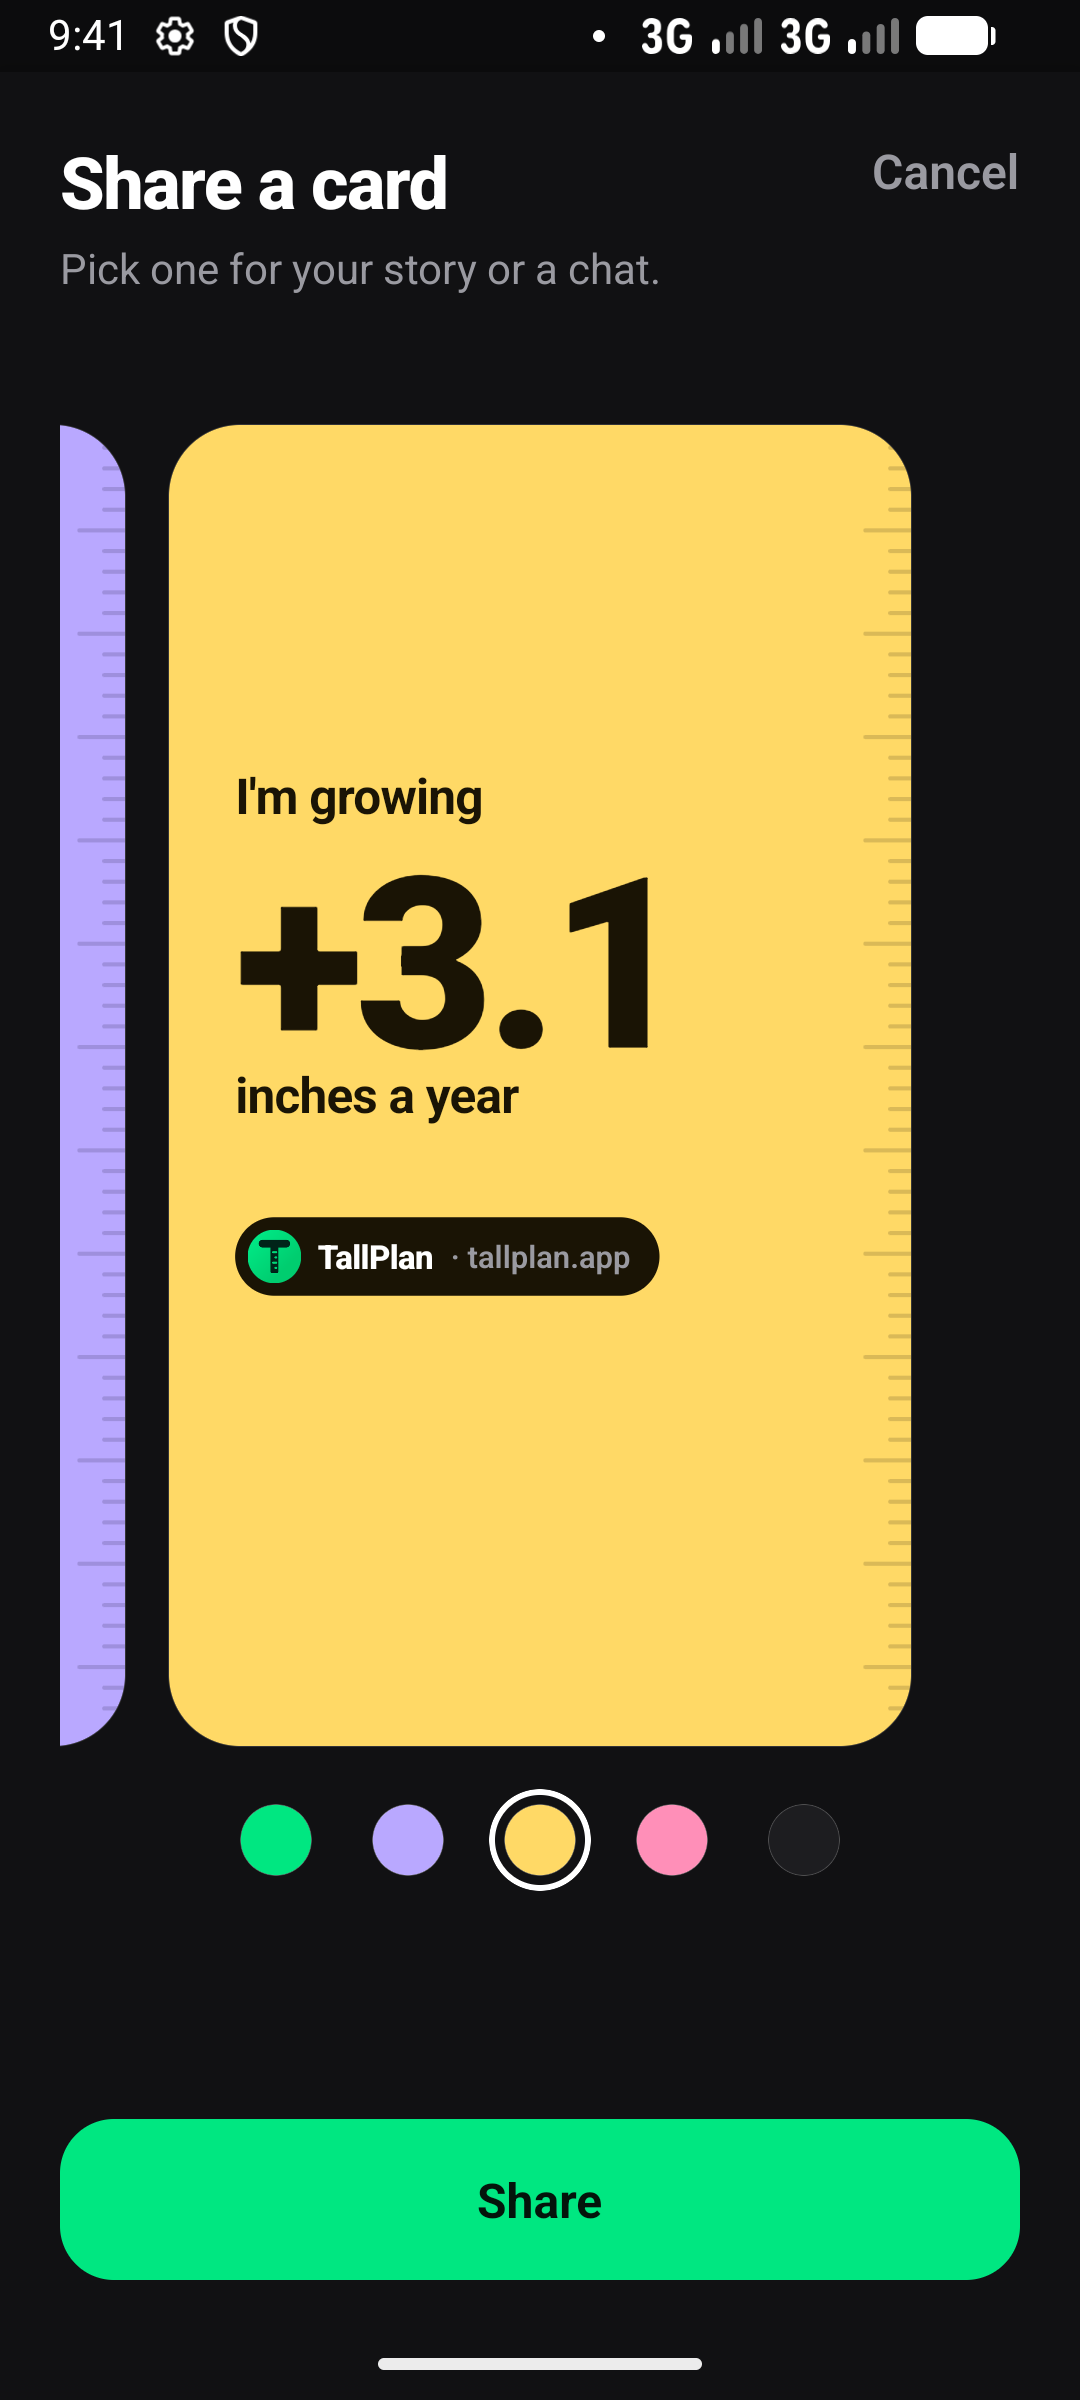 9:41
3G 3G
Share a card
Cancel
Pick one for your story or a chat.
I'm growing
+3.1
inches a year
TallPlan · tallplan.app
Share